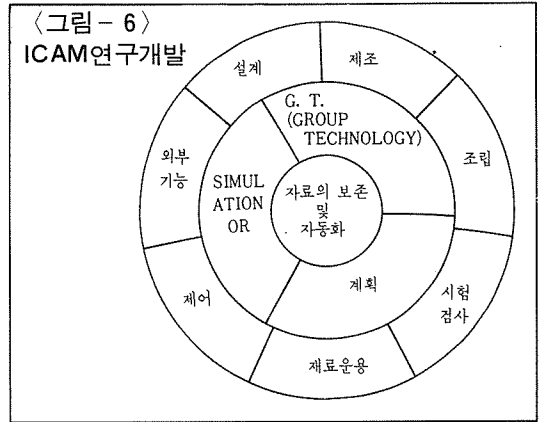 〈그림－6〉
ICAM연구개발
설계
제조
G. T.
(GROUP
TECHNOLOGY)
외부
기능
조립
SIMUL
ATION
OR
자료의 보존
및
자동화
계획
제어
시험
검사
재료운용